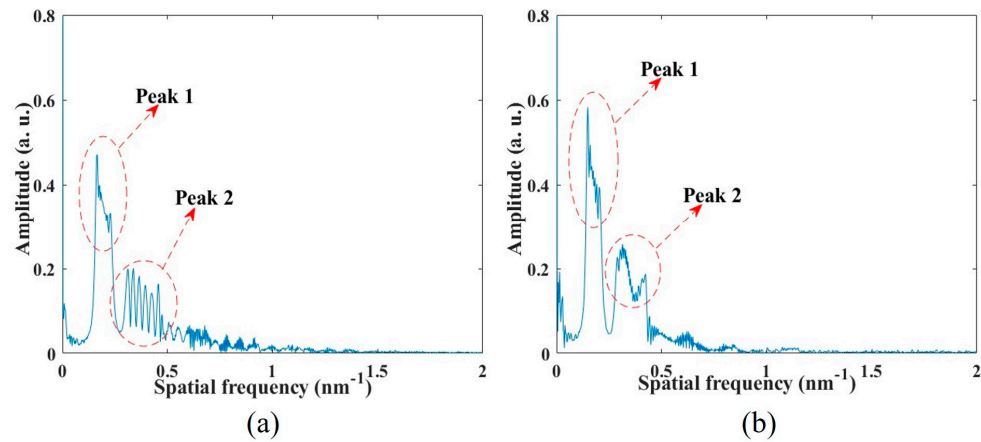 0.8
0.6
0.4
0.2
0
Amplitude (a. u.)
Peak 1
Peak 2
0
0.5
1
1.5
2
Spatial frequency (nm-1)
(a)
0.8
0.6
0.4
0.2
0
Amplitude (a. u.)
Peak 1
Peak 2
0
0.5
1
1.5
2
Spatial frequency (nm-1)
(b)